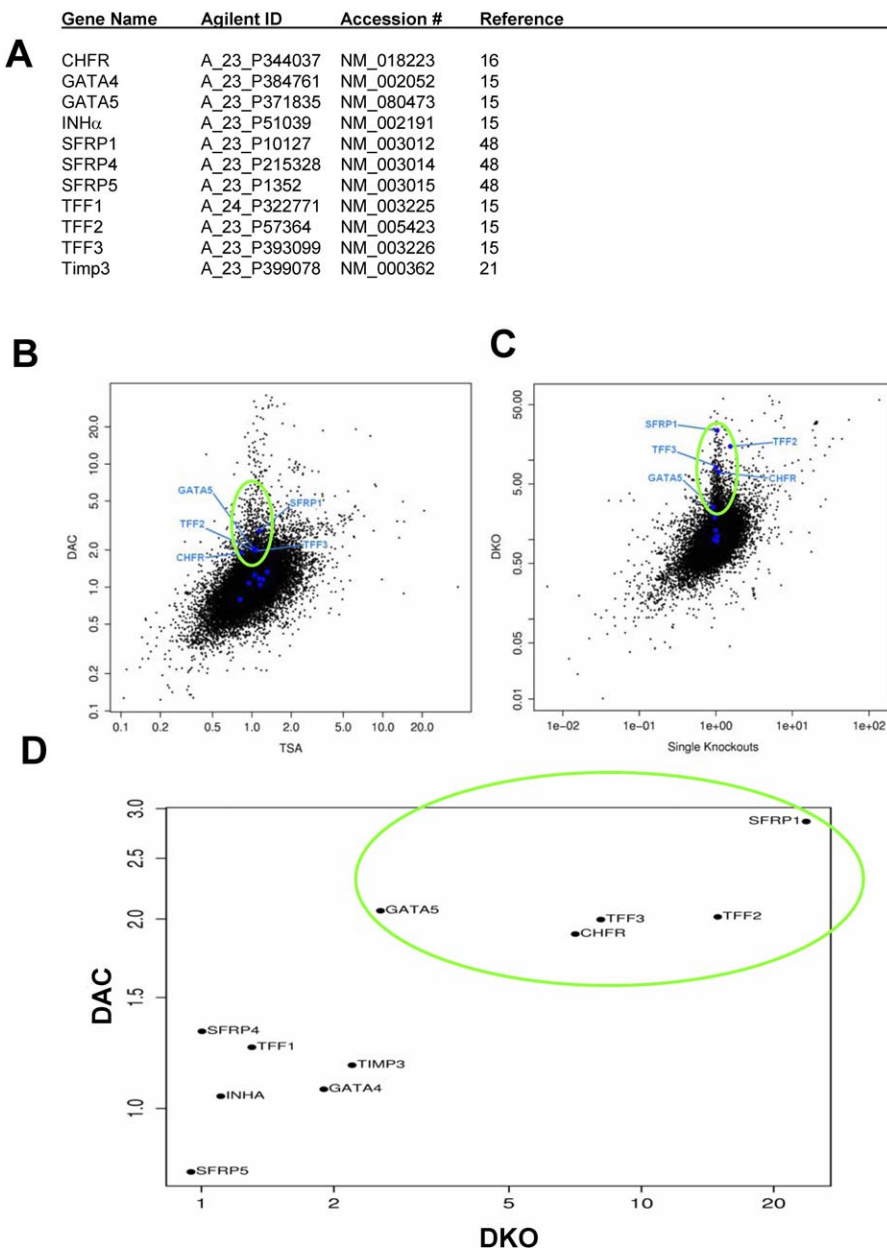 Gene Name Agilent ID Accession # Reference
A
CHFR A_23_P344037 NM_018223 16
GATA4 A_23_P384761 NM_002052 15
GATA5 A_23_P371835 NM_080473 15
INHα A_23_P51039 NM_002191 15
SFRP1 A_23_P10127 NM_003012 48
SFRP4 A_23_P215328 NM_003014 48
SFRP5 A_23_P1352 NM_003015 48
TFF1 A_24_P322771 NM_003225 15
TFF2 A_23_P57364 NM_005423 15
TFF3 A_23_P393099 NM_003226 15
Timp3 A_23_P399078 NM_000362 21
B
DAC
20.0
10.0
5.0
2.0
1.0
0.5
0.2
0.1
GATA5
SFRP1
TFF2
CHFR
TFF3
0.1 0.2 0.5 1.0 2.0 5.0 20.0
TSA
C
DKO
50.00
5.00
0.50
0.05
0.01
SFRP1
TFF2
TFF3
CHFR
GATA5
1e−02 1e−01 1e+00 1e+01 1e+02
Single Knockouts
D
DAC
3.0
2.5
2.0
1.5
1.0
SFRP1
GATA5
TFF3
TFF2
CHFR
SFRP4
TFF1
TIMP3
GATA4
INHA
SFRP5
1 2 5 10 20
DKO